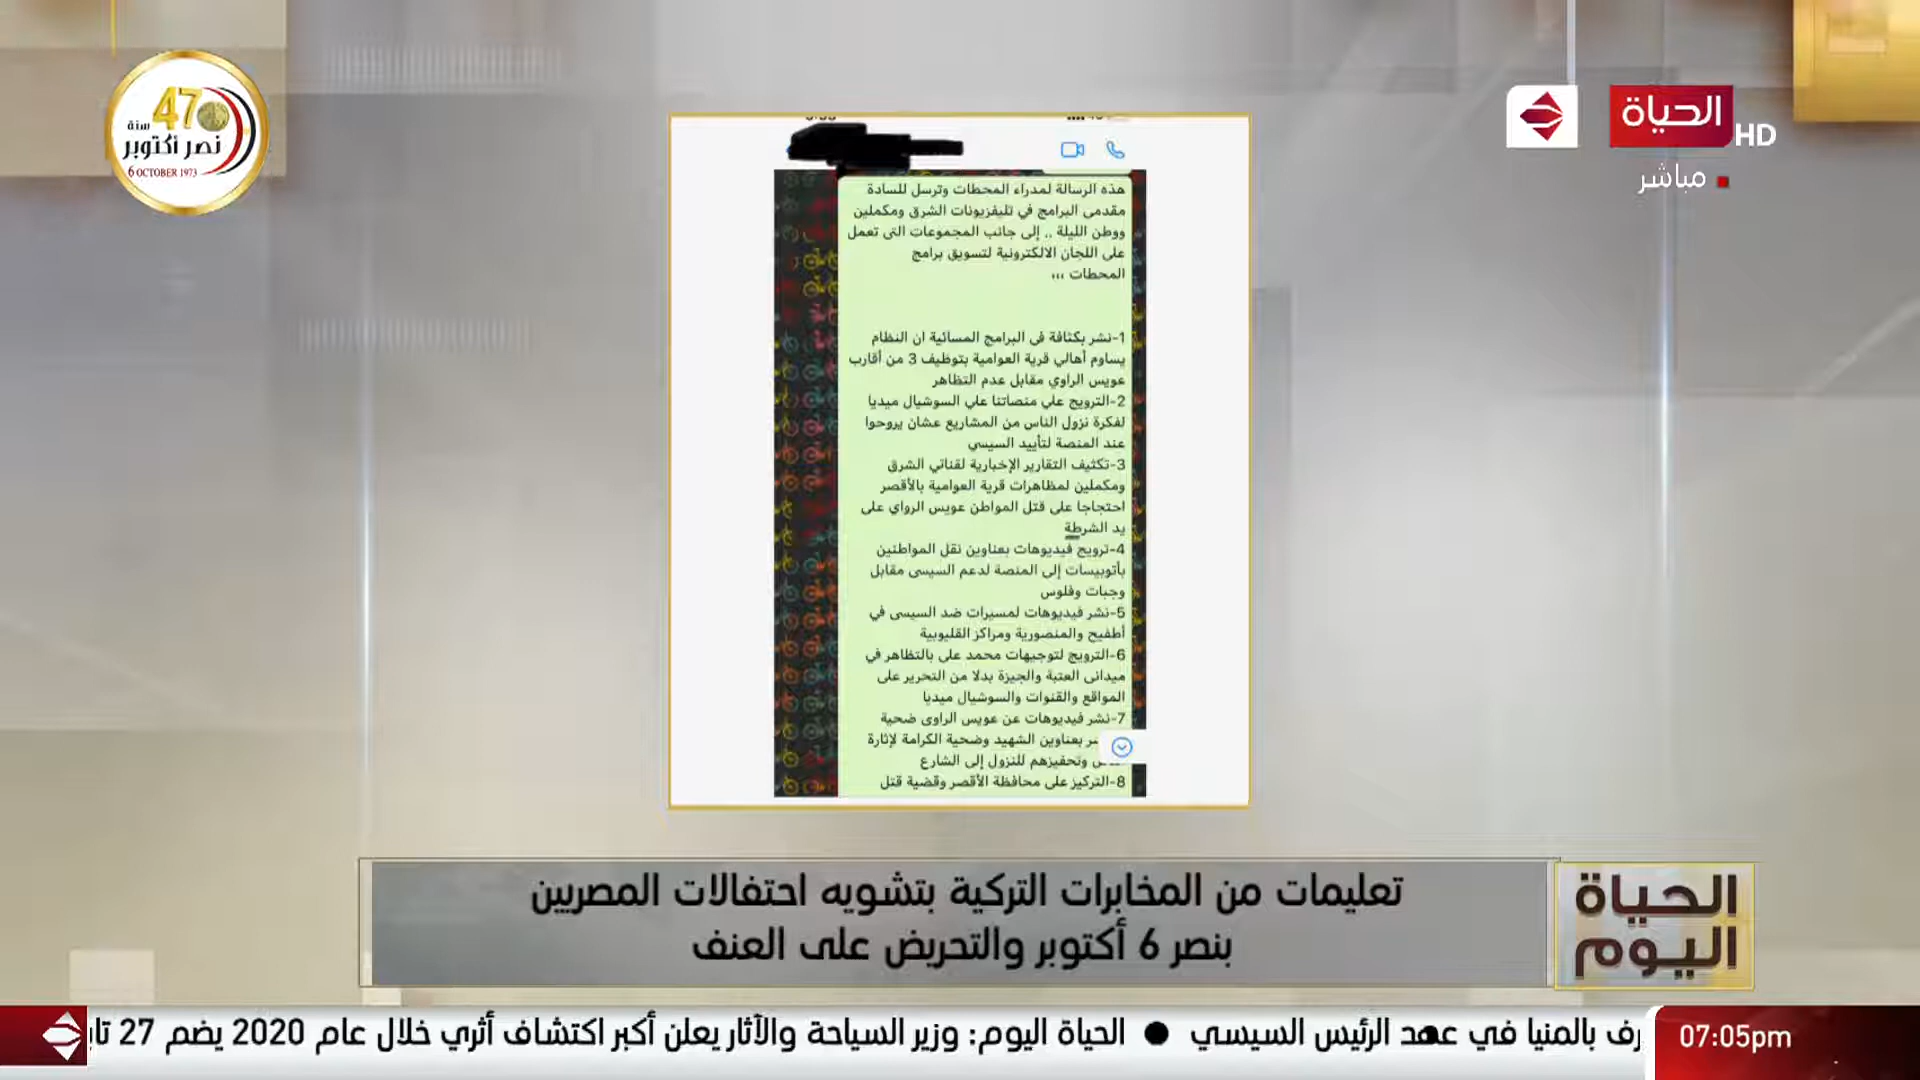 47
سنة
نصر أكتوبر
6 OCTOBER 1973
الحياة
HD
مباشر
هذه الرسالة لمدراء المحطات وترسل للسادة
مقدمى البرامج في تليفزيونات الشرق ومكملين
ووطن الليلة .. إلى جانب المجموعات التى تعمل
على اللجان الالكترونية لتسويق برامج
المحطات ،،،
1-نشر بكثافة فى البرامج المسائية ان النظام
يساوم أهالي قرية العوامية بتوظيف 3 من أقارب
عويس الراوي مقابل عدم التظاهر
2-الترويج علي منصاتنا علي السوشيال ميديا
لفكرة نزول الناس من المشاريع عشان يروحوا
عند المنصة لتأييد السيسي
3-تكثيف التقارير الإخبارية لقناتي الشرق
ومكملين لمظاهرات قرية العوامية بالأقصر
احتجاجا على قتل المواطن عويس الرواي على
يد الشرطة
4-ترويج فيديوهات بعناوين نقل المواطنين
بأتوبيسات إلى المنصة لدعم السيسى مقابل
وجبات وفلوس
5-نشر فيديوهات لمسيرات ضد السيسى في
أطفيح والمنصورية ومراكز القليوبية
6-الترويج لتوجيهات محمد على بالتظاهر في
ميدانى العتبة والجيزة بدلا من التحرير على
المواقع والقنوات والسوشيال ميديا
7-نشر فيديوهات عن عويس الراوى ضحية
بعناوين الشهيد وضحية الكرامة لإثارة
وتحفيزهم للنزول إلى الشارع
8-التركيز على محافظة الأقصر وقضية قتل
تعليمات من المخابرات التركية بتشويه احتفالات المصريين
بنصر 6 أكتوبر والتحريض على العنف
الحياة
اليوم
رف بالمنيا في عهد الرئيس السيسي ● الحياة اليوم: وزير السياحة والآثار يعلن أكبر اكتشاف أثري خلال عام 2020 يضم 27 تاب
07:05pm